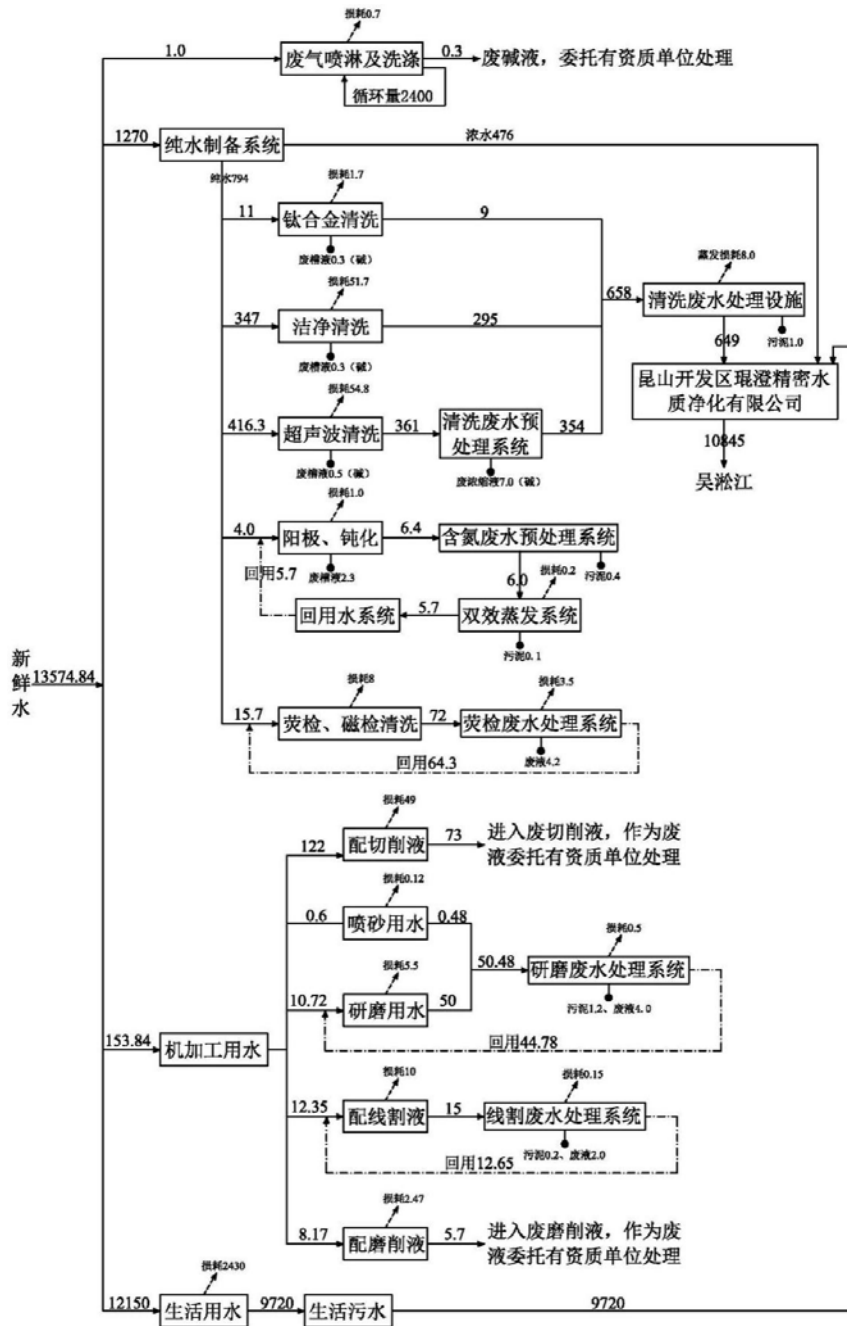 损耗0.7
1.0
废气喷淋及洗涤
0.3
废碱液，委托有资质单位处理
循环量2400
1270
纯水制备系统
浓水476
纯水794
损耗1.7
11
钛合金清洗
9
废槽液0.3（碱）
损耗51.7
347
洁净清洗
295
废槽液0.3（碱）
658
蒸发损耗8.0
清洗废水处理设施
649
污泥1.0
损耗54.8
416.3
超声波清洗
361
清洗废水预
处理系统
354
废槽液0.5（碱）
废浓缩液7.0（碱）
昆山开发区琨澄精密水
质净化有限公司
10845
吴淞江
损耗1.0
4.0
阳极、钝化
6.4
含氮废水预处理系统
回用5.7
废槽液2.3
6.0
损耗0.2
污泥0.4
回用水系统
5.7
双效蒸发系统
污泥0.1
新
鲜
水
13574.84
损耗8
15.7
荧检、磁检清洗
72
损耗3.5
荧检废水处理系统
废液4.2
回用64.3
损耗49
122
配切削液
73
进入废切削液，作为废
液委托有资质单位处理
损耗0.12
0.6
喷砂用水
0.48
50.48
损耗0.5
研磨废水处理系统
污泥1.2、废液4.0
损耗5.5
10.72
研磨用水
50
回用44.78
153.84
机加工用水
损耗10
12.35
配线割液
15
损耗0.15
线割废水处理系统
污泥0.2、废液2.0
回用12.65
损耗2.47
8.17
配磨削液
5.7
进入废磨削液，作为废
液委托有资质单位处理
损耗2430
12150
生活用水
9720
生活污水
9720